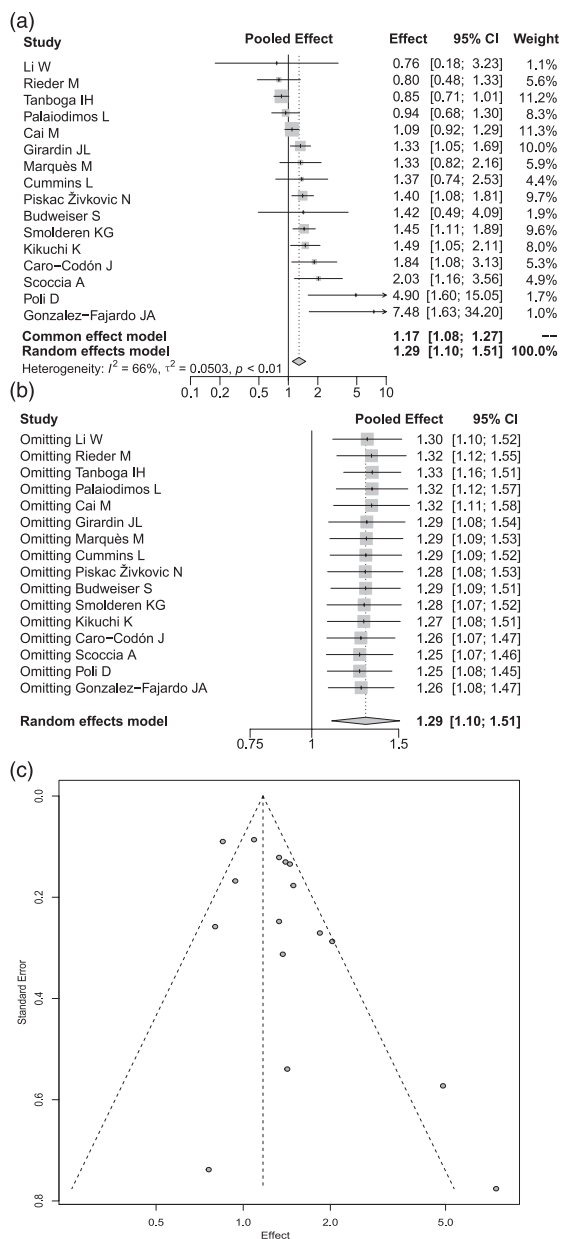 (a)
Study Pooled Effect Effect 95% CI Weight
Li W 0.76 [0.18; 3.23] 1.1%
Rieder M 0.80 [0.48; 1.33] 5.6%
Tanboga IH 0.85 [0.71; 1.01] 11.2%
Palaiodimos L 0.94 [0.68; 1.30] 8.3%
Cai M 1.09 [0.92; 1.29] 11.3%
Girardin JL 1.33 [1.05; 1.69] 10.0%
Marquès M 1.33 [0.82; 2.16] 5.9%
Cummins L 1.37 [0.74; 2.53] 4.4%
Piskac Živkovic N 1.40 [1.08; 1.81] 9.7%
Budweiser S 1.42 [0.49; 4.09] 1.9%
Smolderen KG 1.45 [1.11; 1.89] 9.6%
Kikuchi K 1.49 [1.05; 2.11] 8.0%
Caro−Codón J 1.84 [1.08; 3.13] 5.3%
Scoccia A 2.03 [1.16; 3.56] 4.9%
Poli D 4.90 [1.60; 15.05] 1.7%
Gonzalez−Fajardo JA 7.48 [1.63; 34.20] 1.0%
Common effect model 1.17 [1.08; 1.27] −−
Random effects model 1.29 [1.10; 1.51] 100.0%
Heterogeneity: I² = 66%, τ² = 0.0503, p < 0.01
0.1 0.2 0.5 1 2 5 10
(b)
Study Pooled Effect 95% CI
Omitting Li W 1.30 [1.10; 1.52]
Omitting Rieder M 1.32 [1.12; 1.55]
Omitting Tanboga IH 1.33 [1.16; 1.51]
Omitting Palaiodimos L 1.32 [1.12; 1.57]
Omitting Cai M 1.32 [1.11; 1.58]
Omitting Girardin JL 1.29 [1.08; 1.54]
Omitting Marquès M 1.29 [1.09; 1.53]
Omitting Cummins L 1.29 [1.09; 1.52]
Omitting Piskac Živkovic N 1.28 [1.08; 1.53]
Omitting Budweiser S 1.29 [1.09; 1.51]
Omitting Smolderen KG 1.28 [1.07; 1.52]
Omitting Kikuchi K 1.27 [1.08; 1.51]
Omitting Caro−Codón J 1.26 [1.07; 1.47]
Omitting Scoccia A 1.25 [1.07; 1.46]
Omitting Poli D 1.25 [1.08; 1.45]
Omitting Gonzalez−Fajardo JA 1.26 [1.08; 1.47]
Random effects model 1.29 [1.10; 1.51]
0.75 1 1.5
(c)
0.0
0.2
0.4
0.6
0.8
Standard Error
0.5 1.0 2.0 5.0
Effect